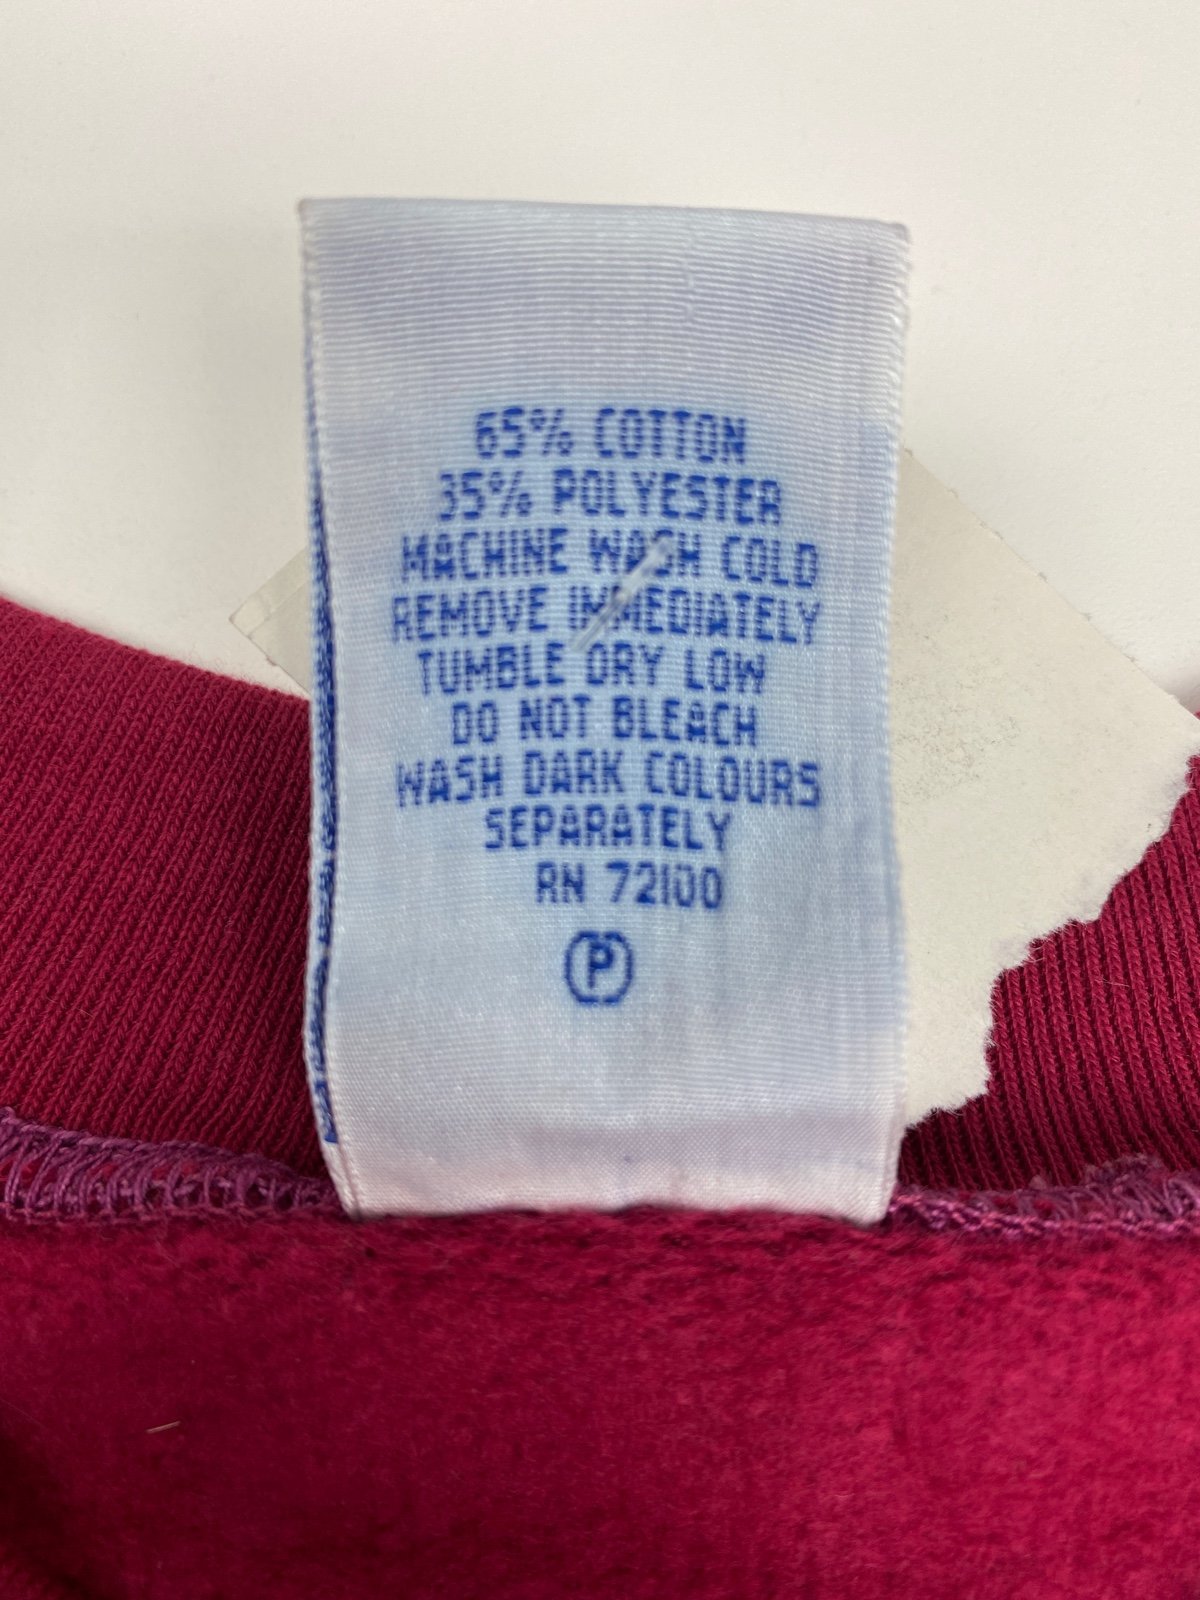 65% COTTON
35% POLYESTER
MACHINE WASH COLD
REMOVE IMMEDIATELY
TUMBLE DRY LOW
DO NOT BLEACH
WASH DARK COLOURS
SEPARATELY
RN 72100
(P)